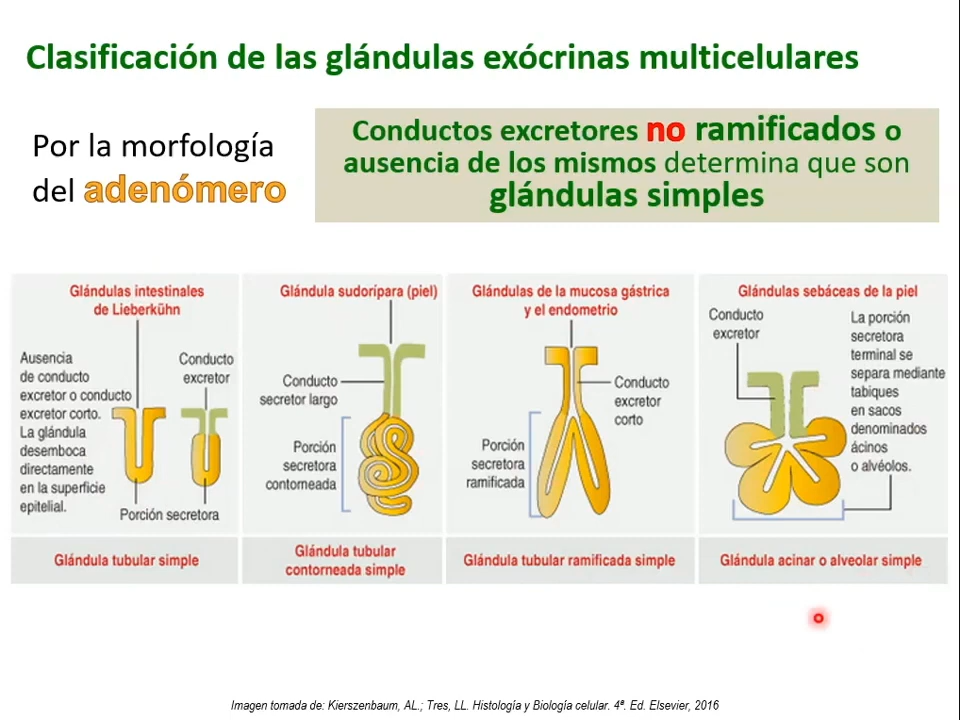 Clasificación de las glándulas exócrinas multicelulares
Por la morfología
del adenómero
Conductos excretores no ramificados o
ausencia de los mismos determina que son
glándulas simples
Glándulas intestinales
de Lieberkühn
Ausencia
de conducto
excretor o conducto
excretor corto.
La glándula
desemboca
directamente
en la superficie
epitelial.
Conducto
excretor
Porción secretora
Glándula tubular simple
Glándula sudorípara (piel)
Conducto
secretor largo
Porción
secretora
contorneada
Glándula tubular
contorneada simple
Glándulas de la mucosa gástrica
y el endometrio
Conducto
excretor
corto
Porción
secretora
ramificada
Glándula tubular ramificada simple
Glándulas sebáceas de la piel
Conducto
excretor
La porción
secretora
terminal se
separa mediante
tabiques
en sacos
denominados
ácinos
o alvéolos.
Glándula acinar o alveolar simple
Imagen tomada de: Kierszenbaum, AL.; Tres, LL. Histología y Biología celular. 4ª. Ed. Elsevier, 2016